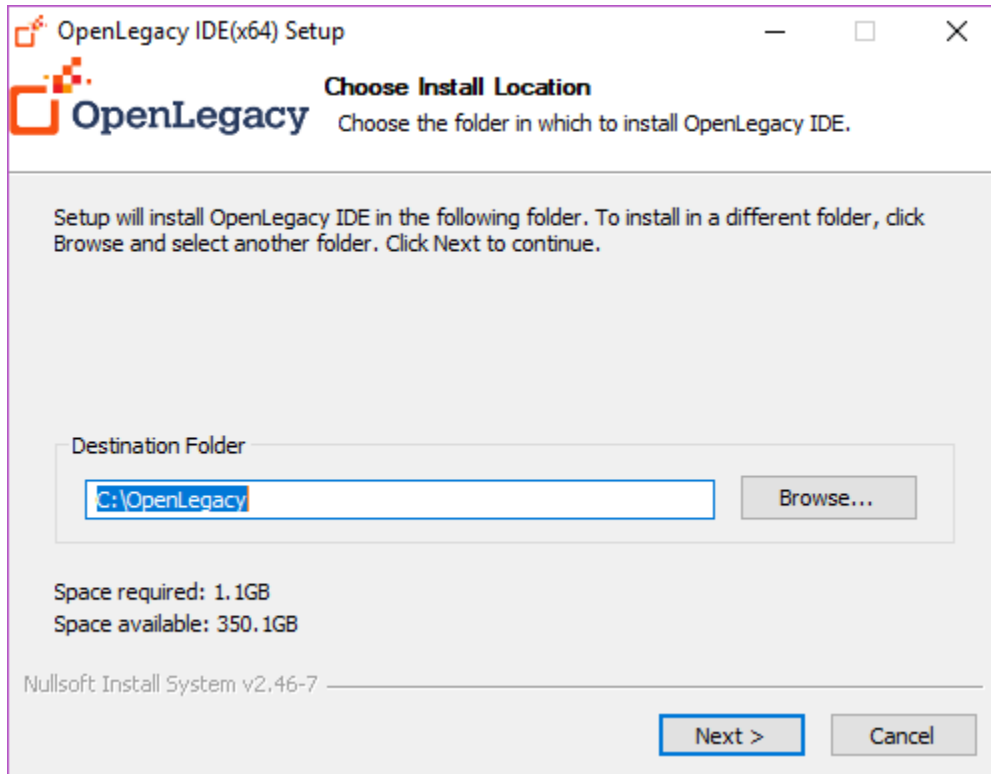 OpenLegacy IDE(x64) Setup
OpenLegacy
Choose Install Location
Choose the folder in which to install OpenLegacy IDE.
Setup will install OpenLegacy IDE in the following folder. To install in a different folder, click
Browse and select another folder. Click Next to continue.
Destination Folder
C:\OpenLegacy
Browse...
Space required: 1.1GB
Space available: 350.1GB
Nullsoft Install System v2.46-7
Next >
Cancel